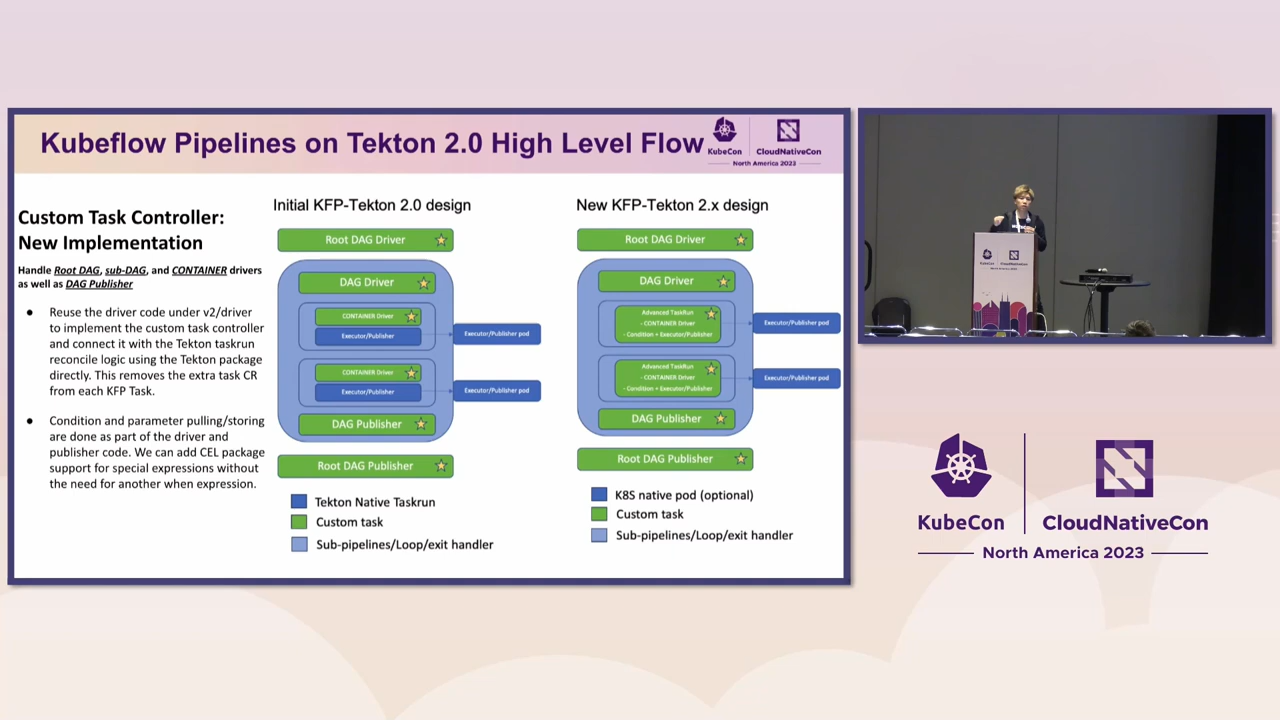 Kubeflow Pipelines on Tekton 2.0 High Level Flow
KubeCon
CloudNativeCon
North America 2023
Custom Task Controller:
New Implementation
Handle Root DAG, sub-DAG, and CONTAINER drivers
as well as DAG Publisher
● Reuse the driver code under v2/driver
to implement the custom task controller
and connect it with the Tekton taskrun
reconcile logic using the Tekton package
directly. This removes the extra task CR
from each KFP Task.
● Condition and parameter pulling/storing
are done as part of the driver and
publisher code. We can add CEL package
support for special expressions without
the need for another when expression.
Initial KFP-Tekton 2.0 design
Root DAG Driver
DAG Driver
CONTAINER Driver
Executor/Publisher
Executor/Publisher pod
CONTAINER Driver
Executor/Publisher
Executor/Publisher pod
DAG Publisher
Root DAG Publisher
Tekton Native Taskrun
Custom task
Sub-pipelines/Loop/exit handler
New KFP-Tekton 2.x design
Root DAG Driver
DAG Driver
Advanced TaskRun
- CONTAINER Driver
- Condition + Executor/Publisher
Executor/Publisher pod
Advanced TaskRun
- CONTAINER Driver
- Condition + Executor/Publisher
Executor/Publisher pod
DAG Publisher
Root DAG Publisher
K8S native pod (optional)
Custom task
Sub-pipelines/Loop/exit handler
KubeCon
CloudNativeCon
North America 2023
KubeCon
CloudNativeCon
North America 2023